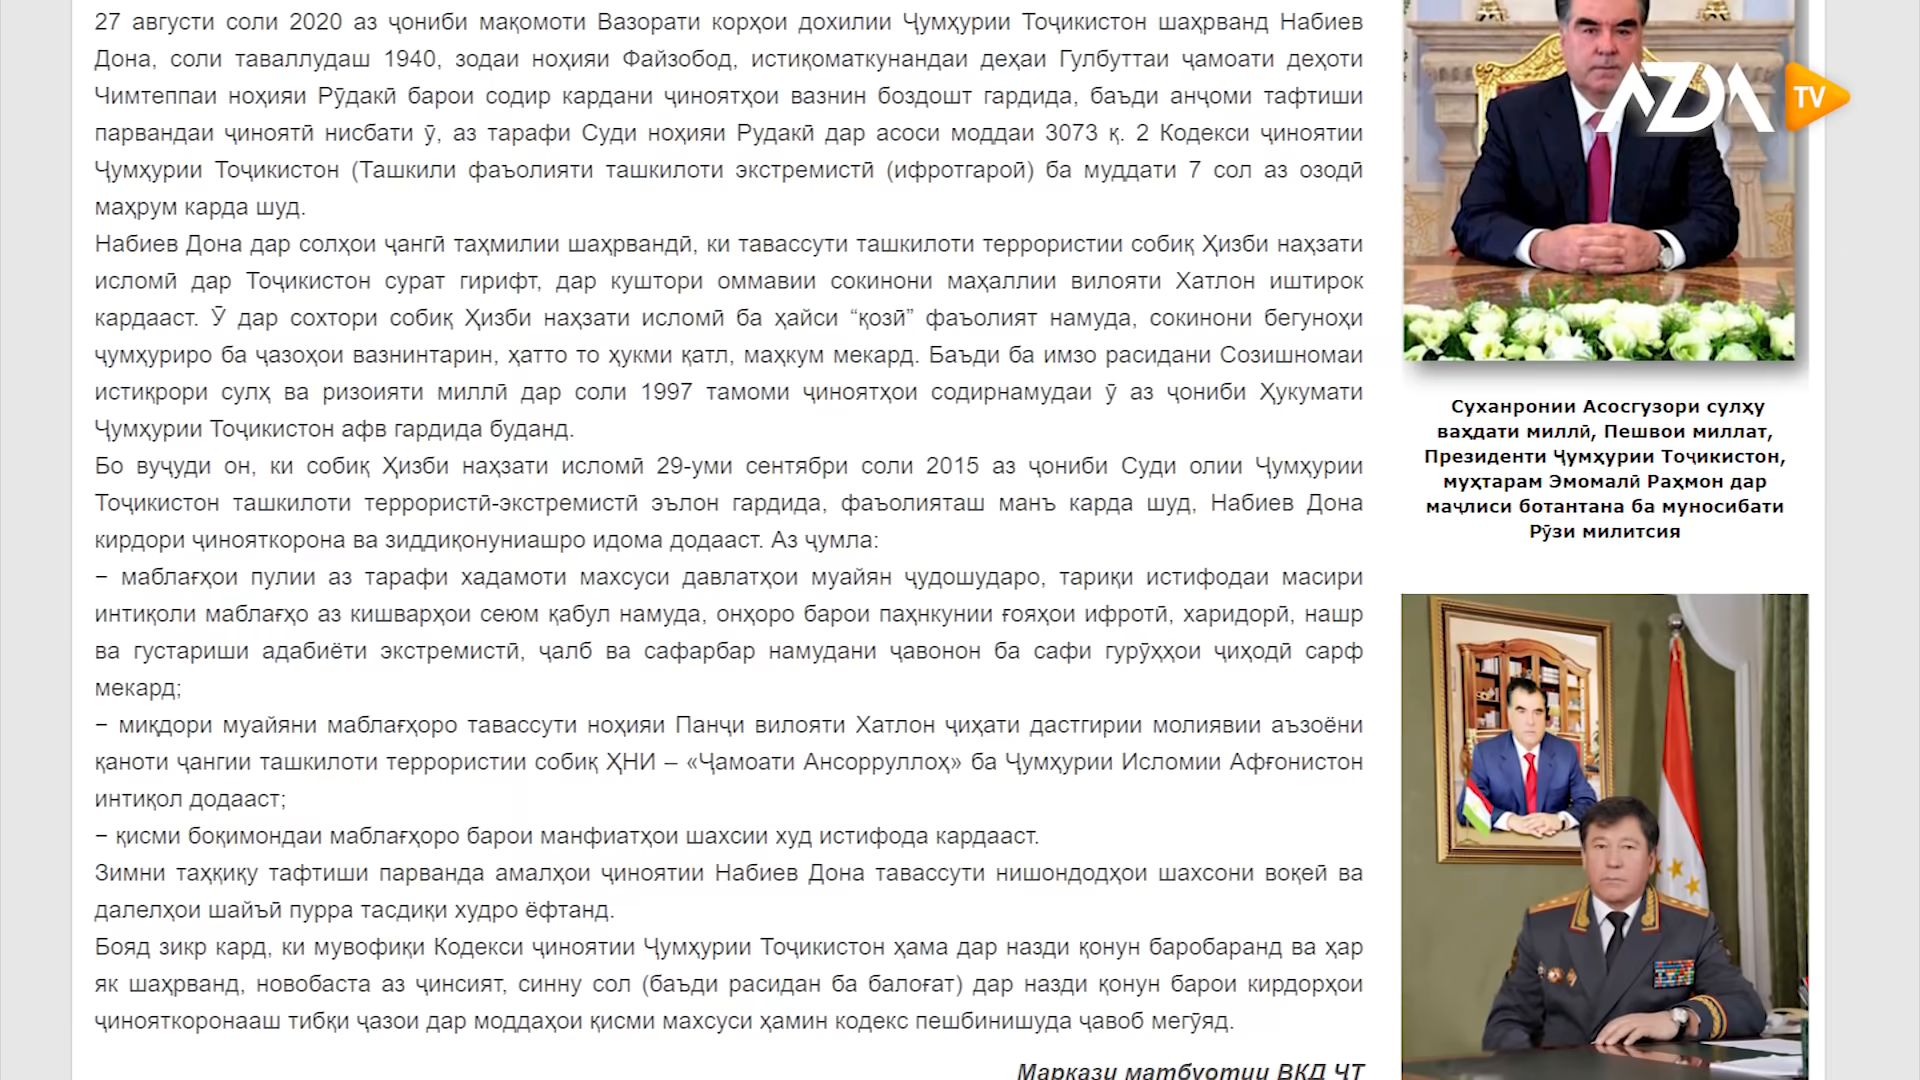 27 августи соли 2020 аз ҷониби мақомоти Вазорати корҳои дохилии Ҷумҳурии Тоҷикистон шаҳрванд Набиев
Дона, соли таваллудаш 1940, зодаи ноҳияи Файзобод, истиқоматкунандаи деҳаи Гулбуттаи ҷамоати деҳоти
Чимтеппаи ноҳияи Рӯдакӣ барои содир кардани ҷиноятҳои вазнин боздошт гардида, баъди анҷоми тафтиши
парвандаи ҷиноятӣ нисбати ӯ, аз тарафи Суди ноҳияи Рудакӣ дар асоси моддаи 3073 қ. 2 Кодекси ҷиноятии
Ҷумҳурии Тоҷикистон (Ташкили фаъолияти ташкилоти экстремистӣ (ифротгароӣ) ба муддати 7 сол аз озодӣ
маҳрум карда шуд.
Набиев Дона дар солҳои ҷангӣ таҳмилии шаҳрвандӣ, ки тавассути ташкилоти террористии собиқ Ҳизби наҳзати
исломӣ дар Тоҷикистон сурат гирифт, дар куштори оммавии сокинони маҳаллии вилояти Хатлон иштирок
кардааст. Ӯ дар сохтори собиқ Ҳизби наҳзати исломӣ ба ҳайси “қозӣ” фаъолият намуда, сокинони бегуноҳи
ҷумҳуриро ба ҷазоҳои вазнинтарин, ҳатто то ҳукми қатл, маҳкум мекард. Баъди ба имзо расидани Созишномаи
истиқрори сулҳ ва ризоияти миллӣ дар соли 1997 тамоми ҷиноятҳои содирнамудаи ӯ аз ҷониби Ҳукумати
Ҷумҳурии Тоҷикистон афв гардида буданд.
Бо вуҷуди он, ки собиқ Ҳизби наҳзати исломӣ 29-уми сентябри соли 2015 аз ҷониби Суди олии Ҷумҳурии
Тоҷикистон ташкилоти террористӣ-экстремистӣ эълон гардида, фаъолияташ манъ карда шуд, Набиев Дона
кирдори ҷинояткорона ва зиддиқонуниашро идома додааст. Аз ҷумла:
− маблағҳои пулии аз тарафи хадамоти махсуси давлатҳои муайян ҷудошударо, тариқи истифодаи масири
интиқоли маблағҳо аз кишварҳои сеюм қабул намуда, онҳоро барои паҳнкунии ғояҳои ифротӣ, харидорӣ, нашр
ва густариши адабиёти экстремистӣ, ҷалб ва сафарбар намудани ҷавонон ба сафи гурӯҳҳои ҷиҳодӣ сарф
мекард;
− миқдори муайяни маблағҳоро тавассути ноҳияи Панҷи вилояти Хатлон ҷиҳати дастгирии молиявии аъзоёни
қаноти ҷангии ташкилоти террористии собиқ ҲНИ – «Ҷамоати Ансорруллоҳ» ба Ҷумҳурии Исломии Афғонистон
интиқол додааст;
− қисми боқимондаи маблағҳоро барои манфиатҳои шахсии худ истифода кардааст.
Зимни таҳқиқу тафтиши парванда амалҳои ҷиноятии Набиев Дона тавассути нишондодҳои шахсони воқеӣ ва
далелҳои шайъӣ пурра тасдиқи худро ёфтанд.
Бояд зикр кард, ки мувофиқи Кодекси ҷиноятии Ҷумҳурии Тоҷикистон ҳама дар назди қонун баробаранд ва ҳар
як шаҳрванд, новобаста аз ҷинсият, синну сол (баъди расидан ба балоғат) дар назди қонун барои кирдорҳои
ҷинояткоронааш тибқи ҷазои дар моддаҳои қисми махсуси ҳамин кодекс пешбинишуда ҷавоб мегӯяд.
Маркази матбуотии ВКД ҶТ
AZDA TV
Суханронии Асосгузори сулҳу
ваҳдати миллӣ, Пешвои миллат,
Президенти Ҷумҳурии Тоҷикистон,
муҳтарам Эмомалӣ Раҳмон дар
маҷлиси ботантана ба муносибати
Рӯзи милитсия